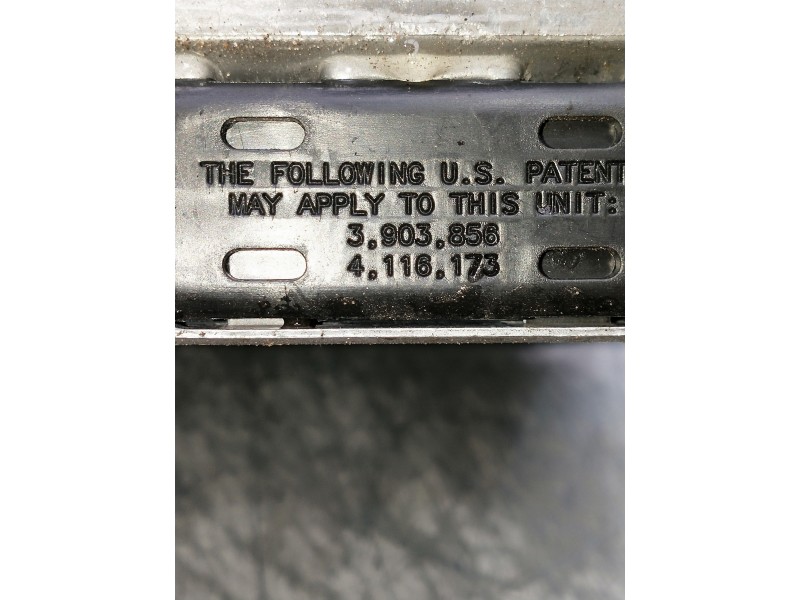 THE FOLLOWING U.S. PATENT
MAY APPLY TO THIS UNIT:
3,903,856
4,116,173